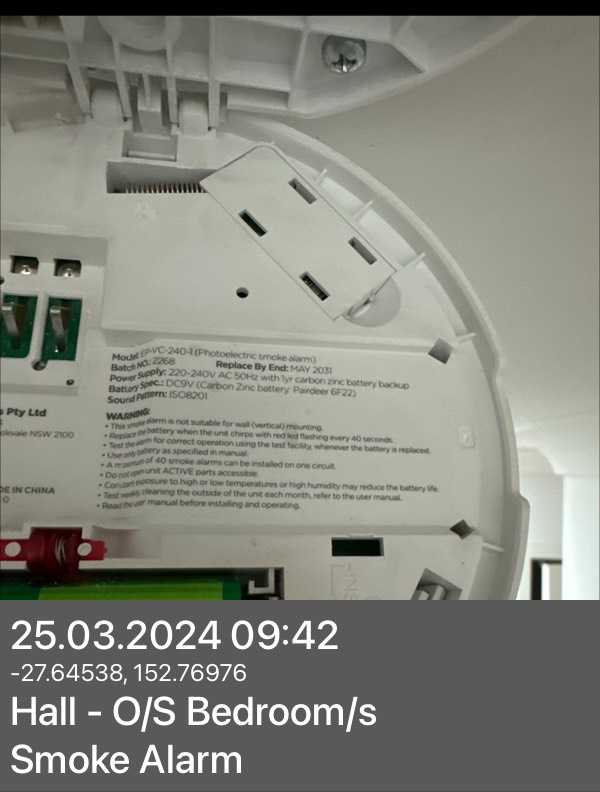 Model: EP-VC-240-1 (Photoelectric smoke alarm)
Batch NO.: 2268 Replace By End: MAY 2031
Power Supply: 220-240V AC 50Hz with 1yr carbon zinc battery backup
Battery Spec.: DC9V (Carbon Zinc battery: Pairdeer 6F22)
Sound Pattern: ISO8201
WARNING:
• This smoke alarm is not suitable for wall (vertical) mounting.
• Replace the battery when the unit chirps with red led flashing every 40 seconds.
• Test the alarm for correct operation using the test facility, whenever the battery is replaced.
• Use only battery as specified in manual.
• A maximum of 40 smoke alarms can be installed on one circuit.
• Do not open unit ACTIVE parts accessible.
• Constant exposure to high or low temperatures or high humidity may reduce the battery life.
• Test weekly, cleaning the outside of the unit each month, refer to the user manual.
• Read the user manual before installing and operating.
Pty Ltd
NSW 2100
IN CHINA
25.03.2024 09:42
-27.64538, 152.76976
Hall - O/S Bedroom/s
Smoke Alarm